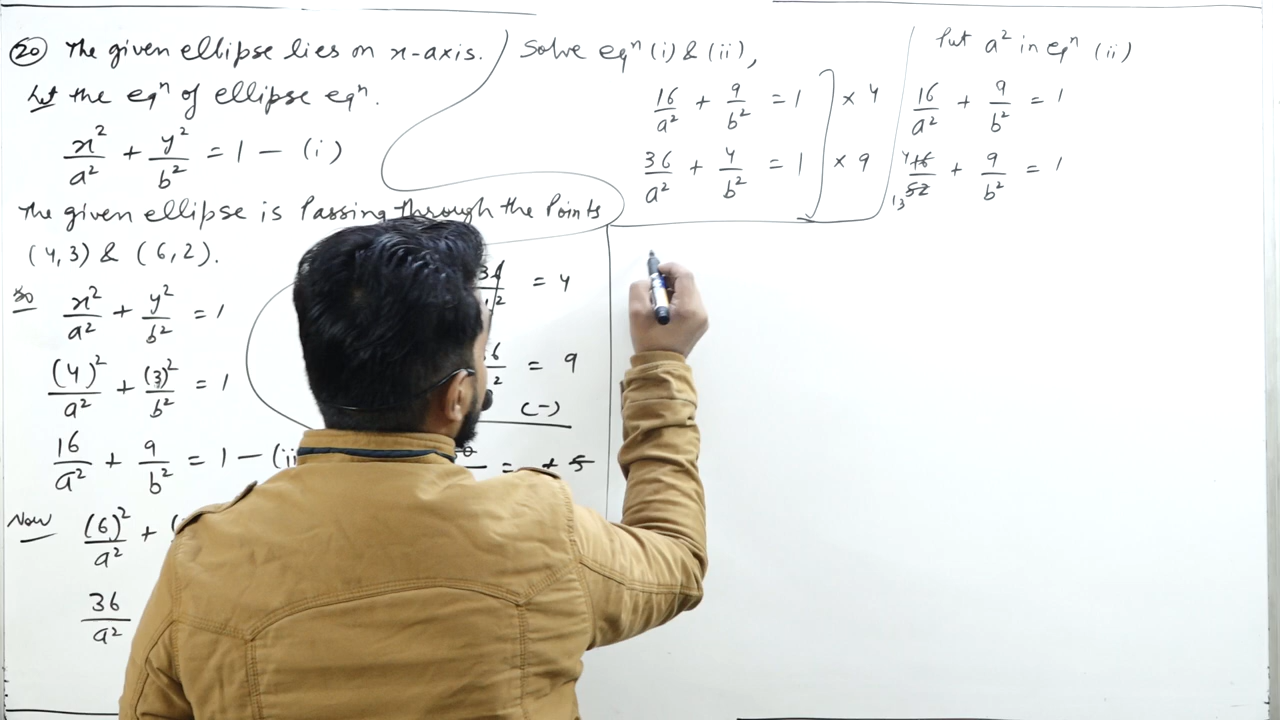 20 The given ellipse lies on x-axis.
Let the eqⁿ of ellipse eqⁿ.
x²/a² + y²/b² = 1 — (i)
The given ellipse is Passing through the Points
(4,3) & (6,2).
So x²/a² + y²/b² = 1
(4)²/a² + (3)²/b² = 1
16/a² + 9/b² = 1 — (ii
Now (6)²/a² + (
36/a²
Solve eqⁿ (i) & (ii),
16/a² + 9/b² = 1 ] × 4
36/a² + 4/b² = 1 ] × 9
= 4
= 9
(-)
= + 5
Put a² in eqⁿ (ii)
16/a² + 9/b² = 1
4 16/52 13 + 9/b² = 1